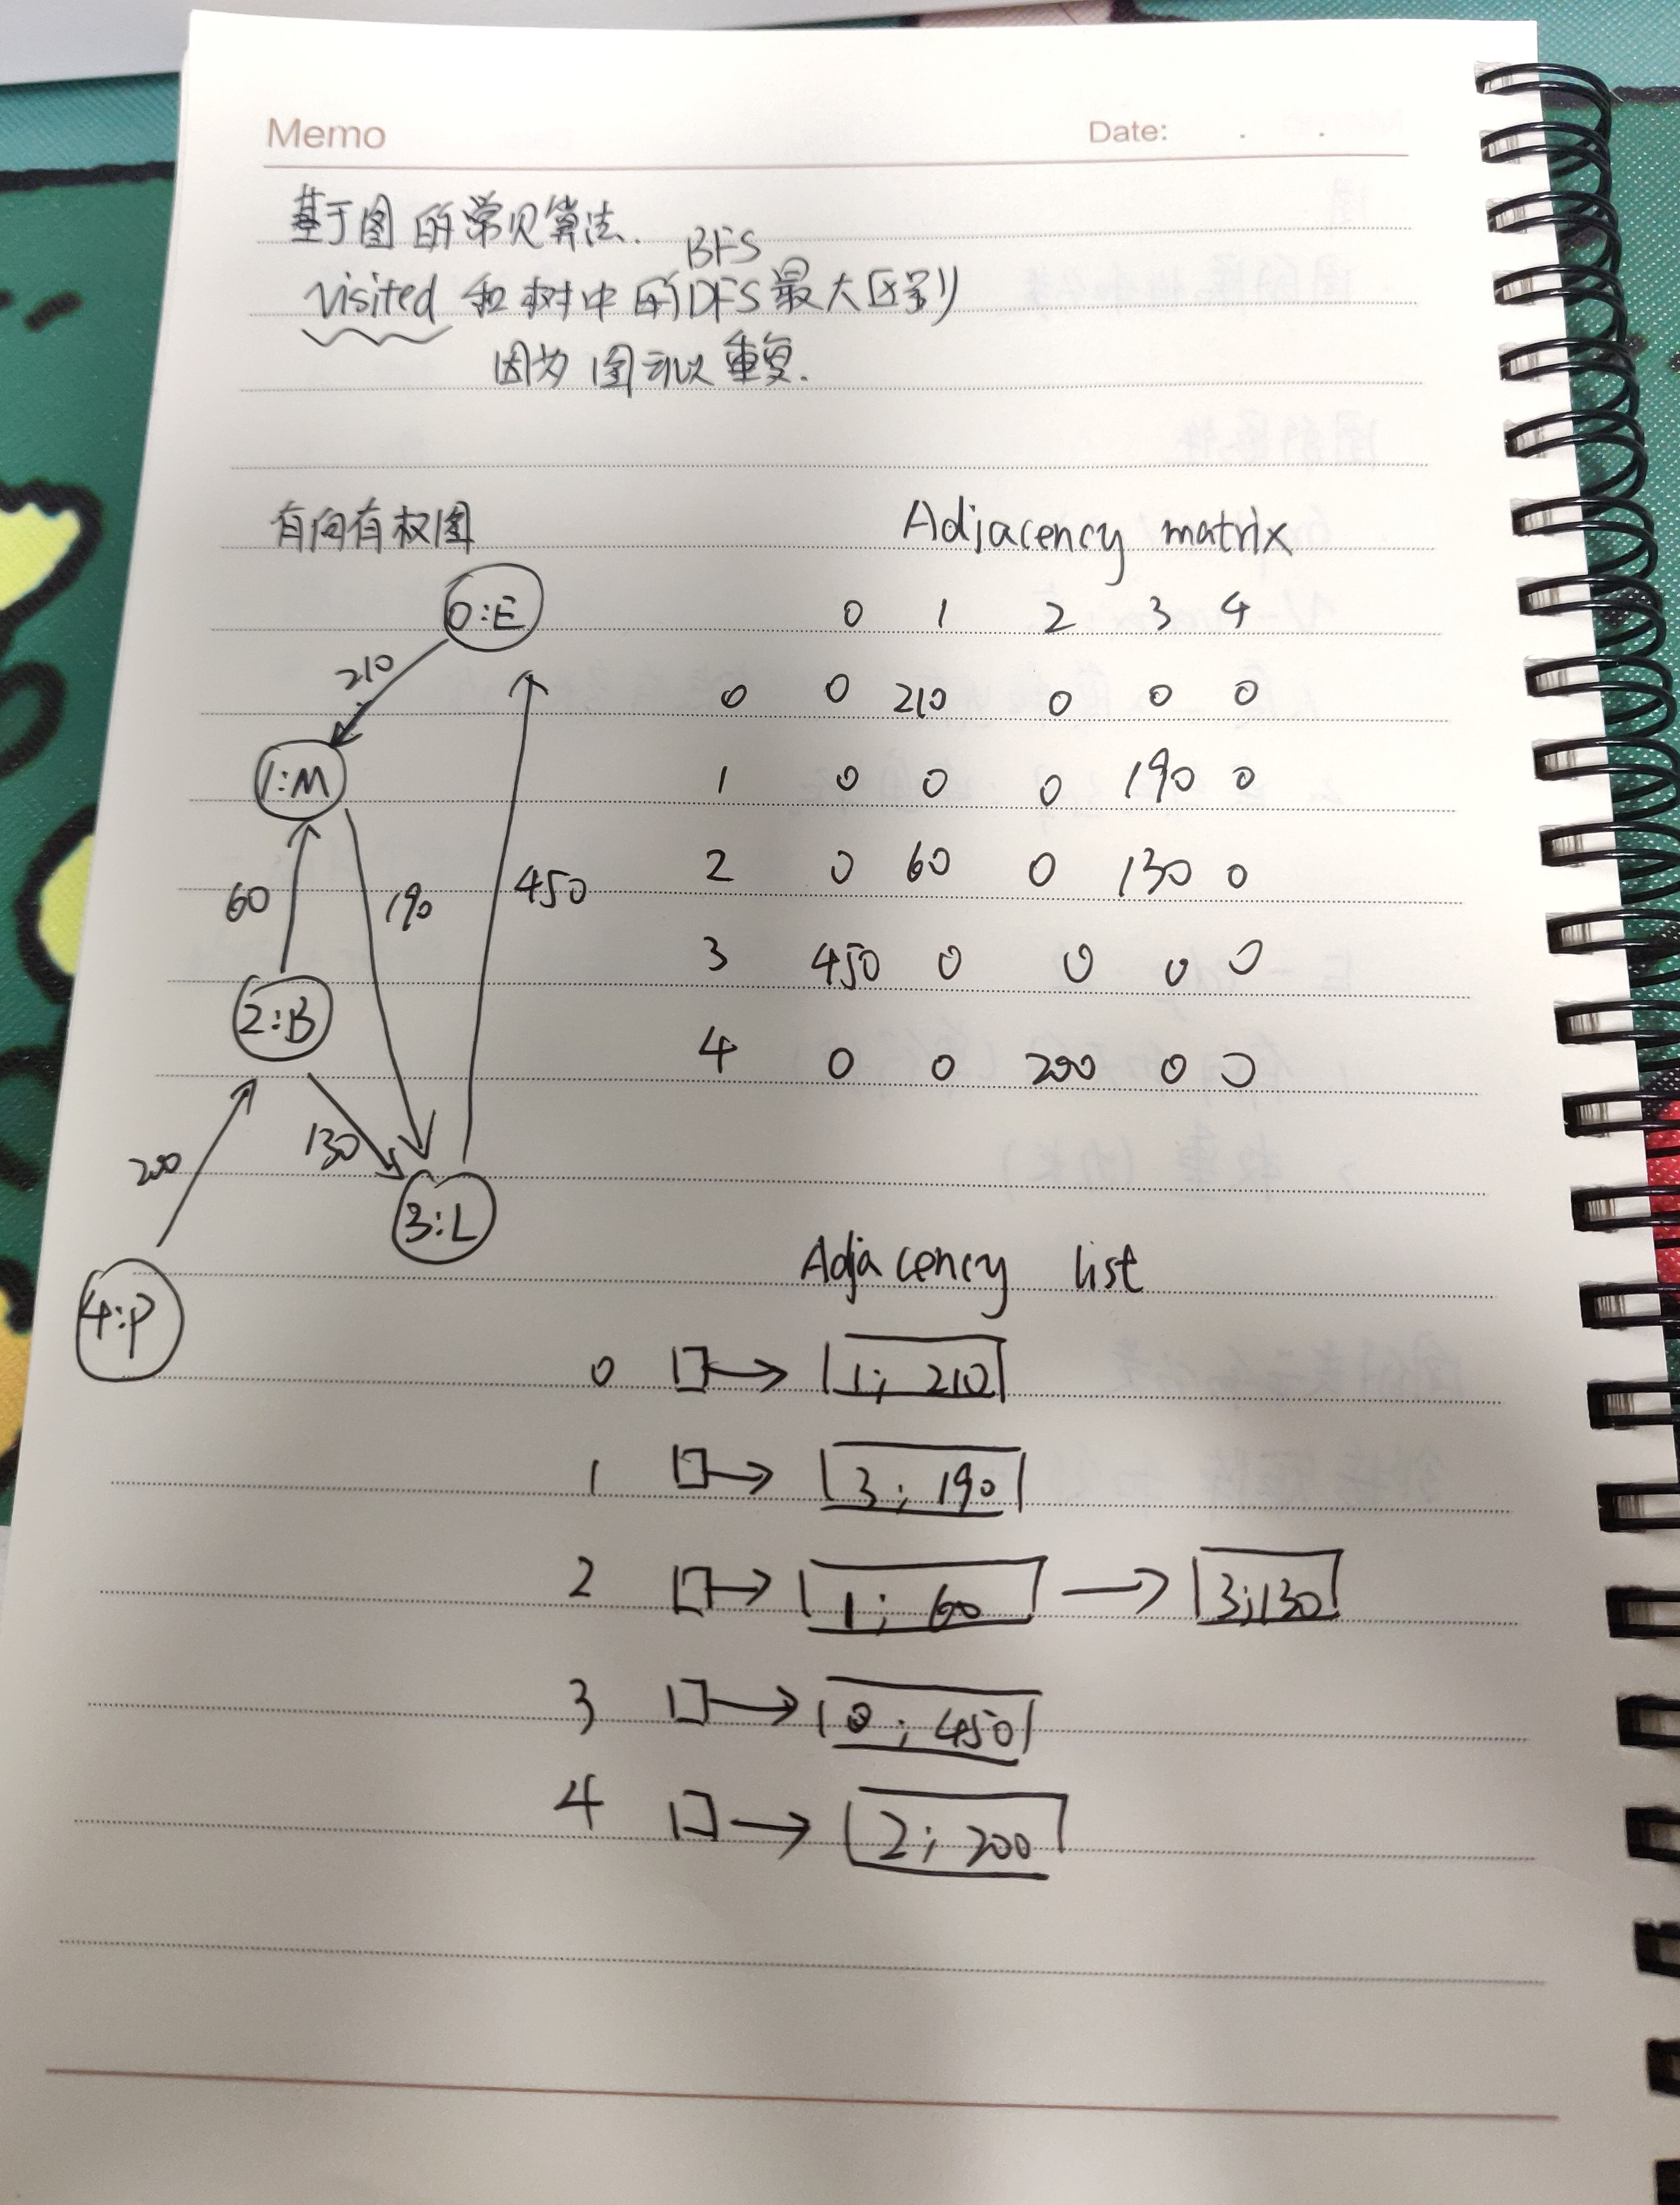 Memo Date: . .
基于图的常见算法.
BFS
visited 和树中的DFS最大区别
因为图可以重复.
有向有权图
Adjacency matrix
0:E
210
1:M
60
190
450
2:B
200
130
3:L
4:P
0 1 2 3 4
0 0 210 0 0 0
1 0 0 0 190 0
2 0 60 0 130 0
3 450 0 0 0 0
4 0 0 200 0 0
Adjacency list
0 → 1; 210
1 → 3; 190
2 → 1; 60 → 3;130
3 → 0; 450
4 → 2; 200